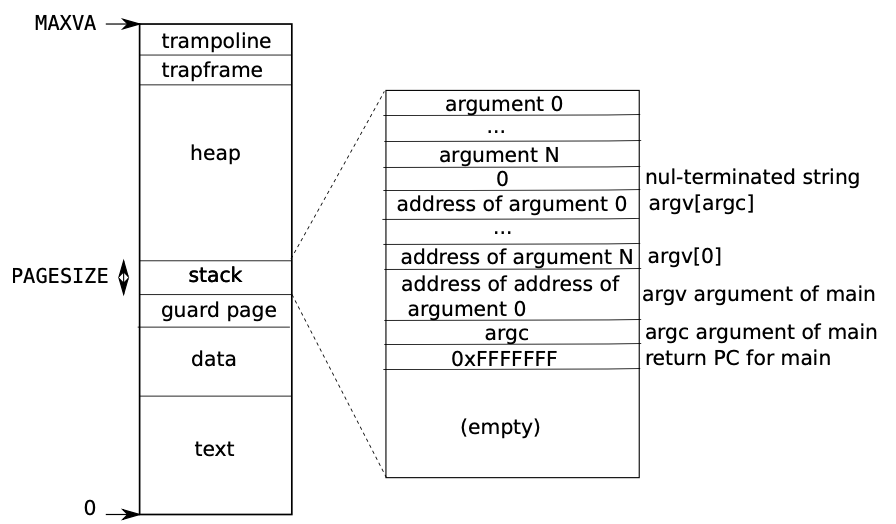 MAXVA
trampoline
trapframe
heap
PAGESIZE
stack
guard page
data
text
0
argument 0
...
argument N
0 nul-terminated string
address of argument 0 argv[argc]
...
address of argument N argv[0]
address of address of
argument 0
argv argument of main
argc argc argument of main
0xFFFFFFF return PC for main
(empty)